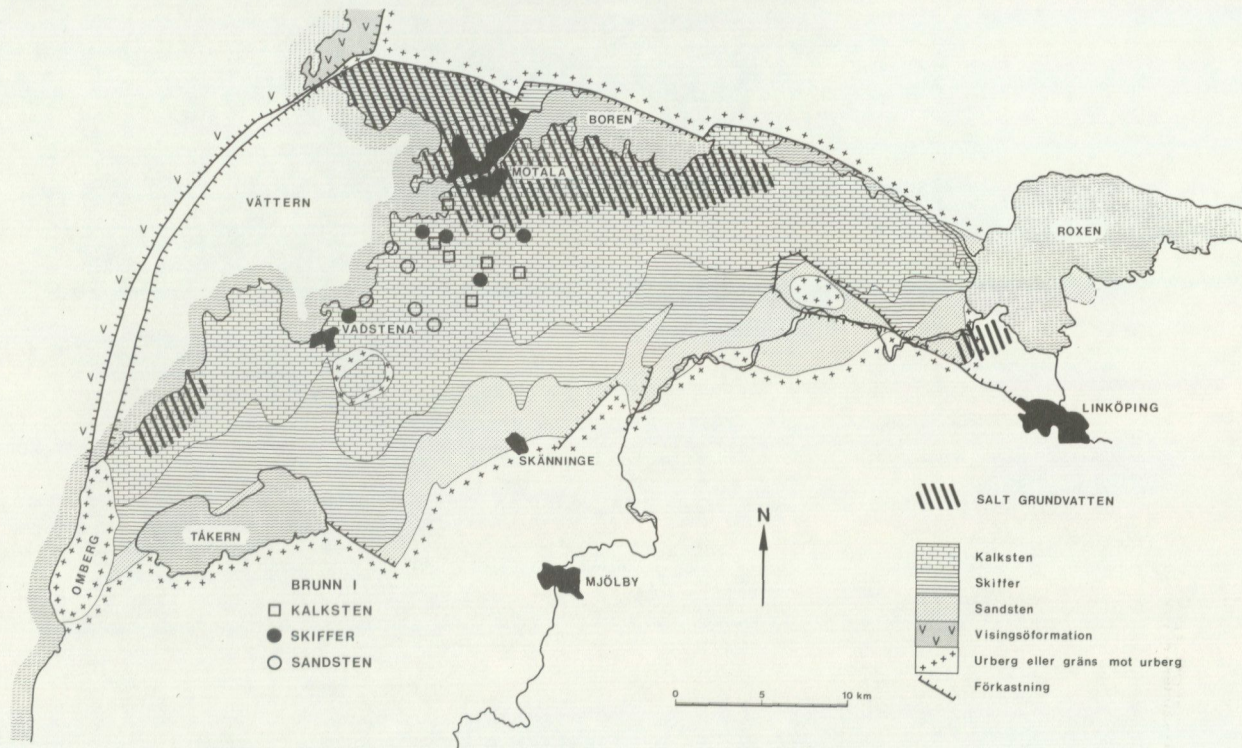 BOREN
MOTALA
VÄTTERN
ROXEN
VADSTENA
LINKÖPING
SKÄNNINGE
TÅKERN
OMBERG
MJÖLBY
N
BRUNN I
KALKSTEN
SKIFFER
SANDSTEN
SALT GRUNDVATTEN
Kalksten
Skiffer
Sandsten
Visingsöformation
Urberg eller gräns mot urberg
Förkastning
0 5 10 km